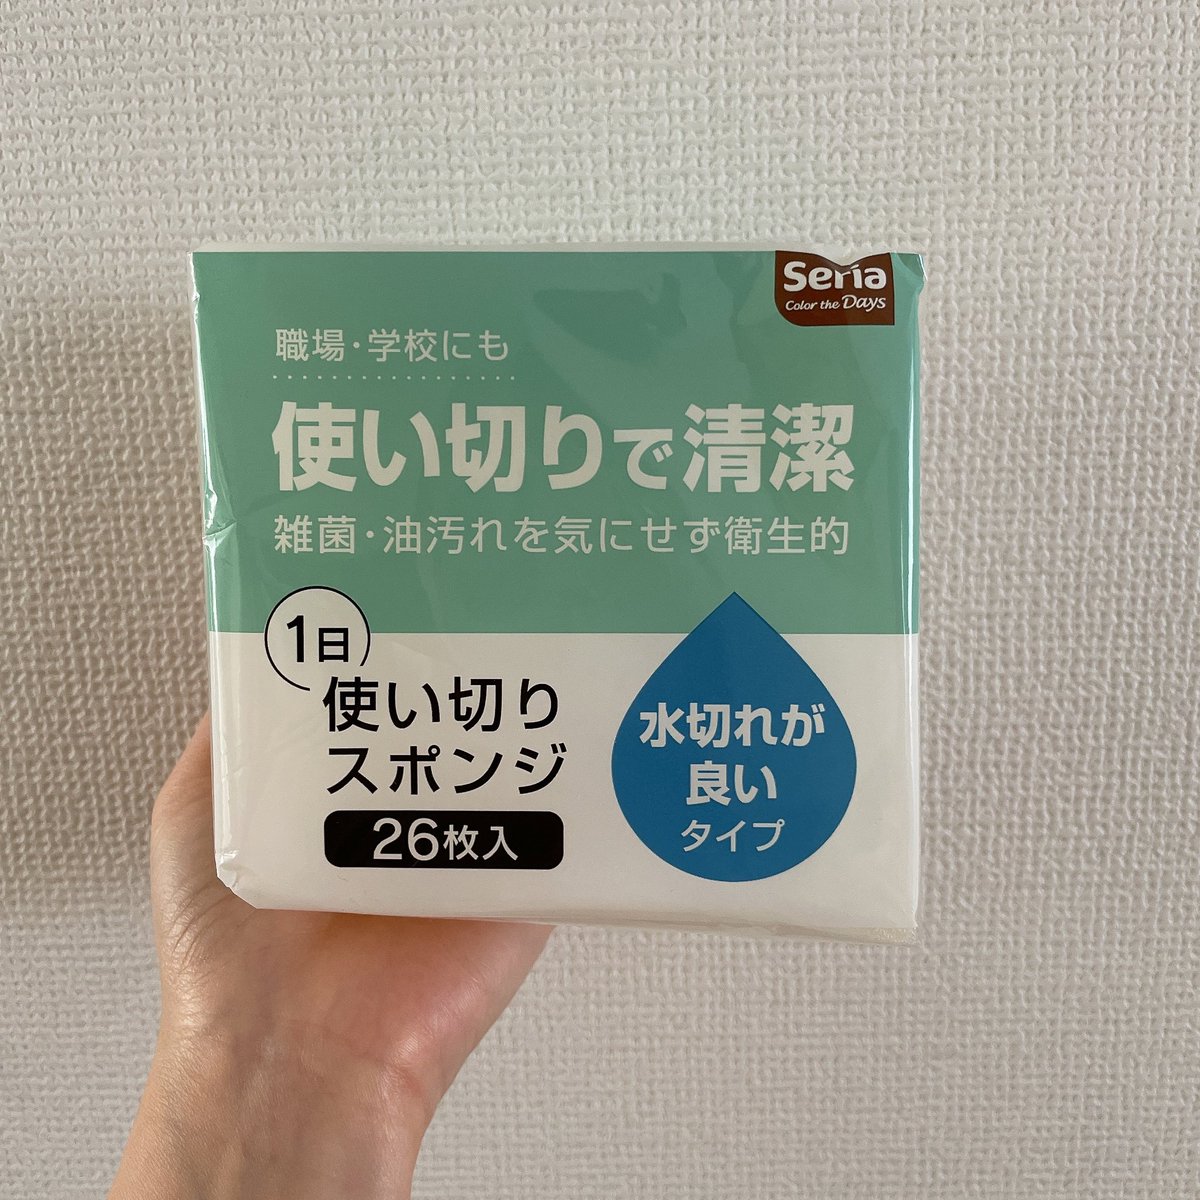 Seria
Color the Days
職場・学校にも
使い切りで清潔
雑菌・油汚れを気にせず衛生的
1日
使い切り
スポンジ
26枚入
水切れが
良い
タイプ